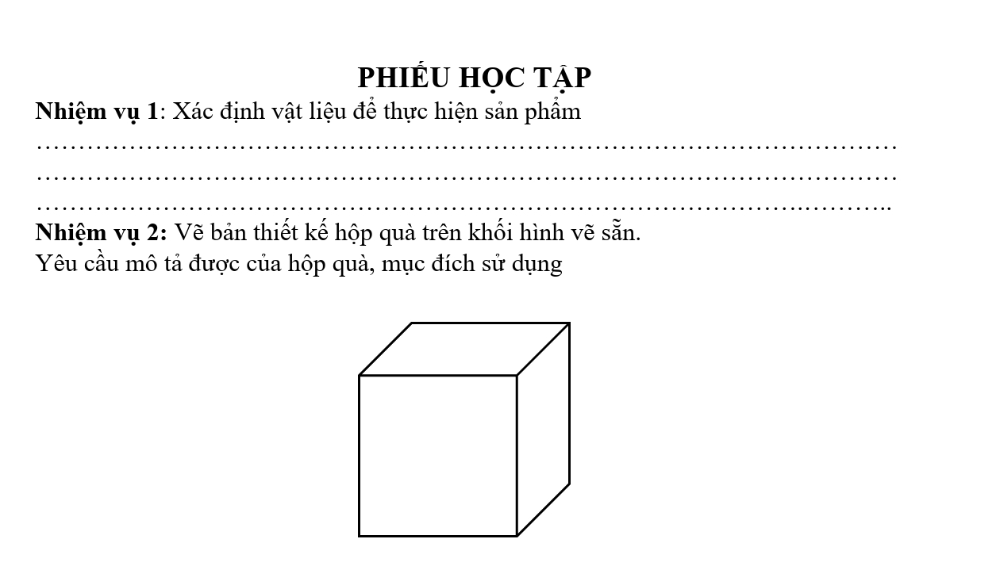 PHIẾU HỌC TẬP
Nhiệm vụ 1: Xác định vật liệu để thực hiện sản phẩm
……………………………………………………………………………………………
……………………………………………………………………………………………
………………………………………………………………………………….………..
Nhiệm vụ 2: Vẽ bản thiết kế hộp quà trên khối hình vẽ sẵn.
Yêu cầu mô tả được của hộp quà, mục đích sử dụng